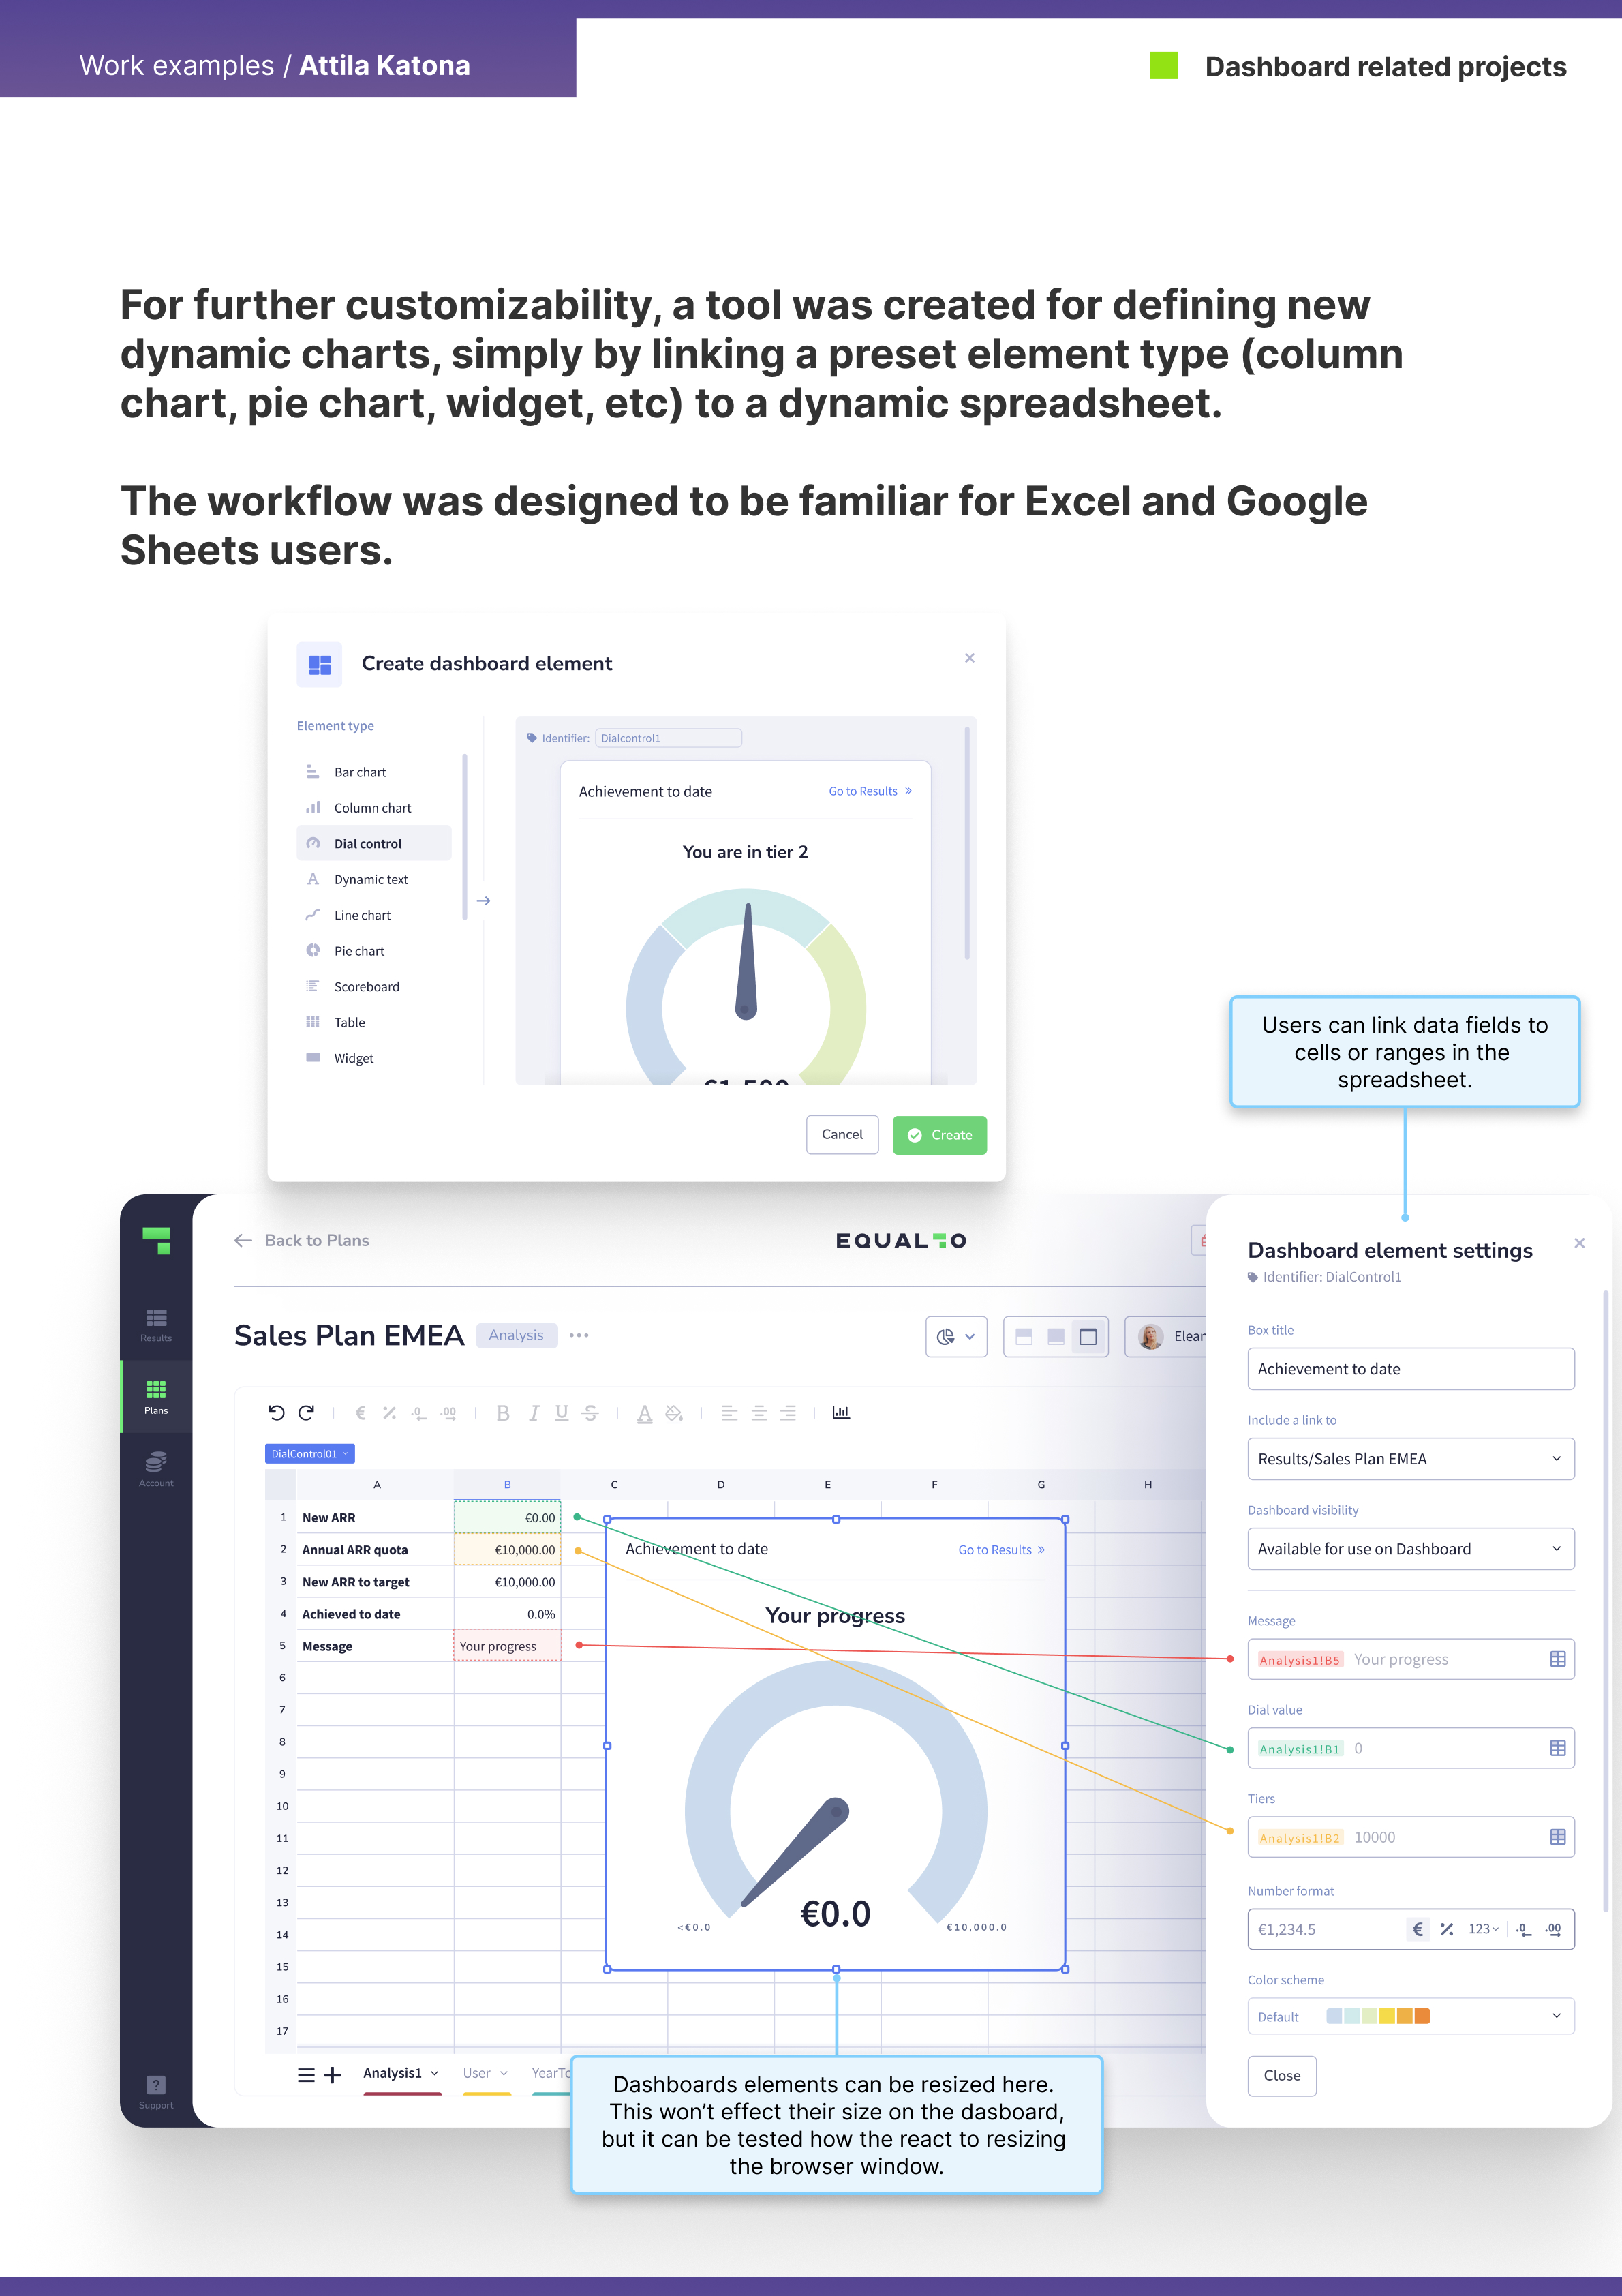 Work examples / Attila Katona
Dashboard related projects
For further customizability, a tool was created for defining new
dynamic charts, simply by linking a preset element type (column
chart, pie chart, widget, etc) to a dynamic spreadsheet.
The workflow was designed to be familiar for Excel and Google
Sheets users.
Create dashboard element
Element type
Bar chart
Column chart
Dial control
Dynamic text
Line chart
Pie chart
Scoreboard
Table
Widget
Identifier: Dialcontrol1
Achievement to date
Go to Results
You are in tier 2
€1,500
Cancel
Create
Users can link data fields to
cells or ranges in the
spreadsheet.
Results
Plans
Account
Support
Back to Plans
EQUALTO
Sales Plan EMEA
Analysis
Elean
€ % .0 .00 B I U S A
DialControl01
A B C D E F G H
1 New ARR €0.00
2 Annual ARR quota €10,000.00
3 New ARR to target €10,000.00
4 Achieved to date 0.0%
5 Message Your progress
6
7
8
9
10
11
12
13
14
15
16
17
Achievement to date
Go to Results
Your progress
<€0.0
€0.0
€10,000.0
Analysis1
User
YearTo
Dashboards elements can be resized here.
This won’t effect their size on the dasboard,
but it can be tested how the react to resizing
the browser window.
Dashboard element settings
Identifier: DialControl1
Box title
Achievement to date
Include a link to
Results/Sales Plan EMEA
Dashboard visibility
Available for use on Dashboard
Message
Analysis1!B5 Your progress
Dial value
Analysis1!B1 0
Tiers
Analysis1!B2 10000
Number format
€1,234.5 € % 123 .0 .00
Color scheme
Default
Close